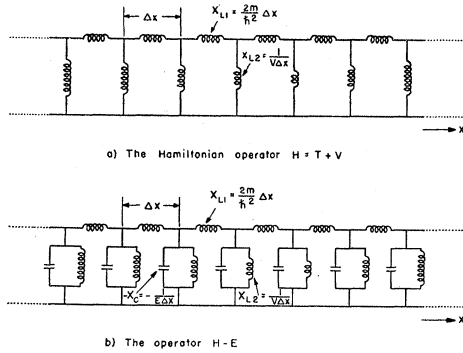 Δx
X_L1 = 2m/ħ² Δx
X_L2 = 1/VΔx
x
a) The Hamiltonian operator H = T + V
Δx
X_L1 = 2m/ħ² Δx
-X_C = - 1/EΔx
X_L2 = 1/VΔx
x
b) The operator H - E